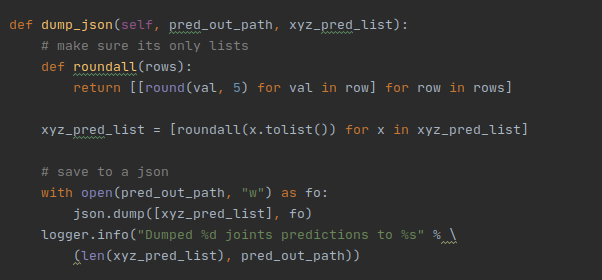 def dump_json(self, pred_out_path, xyz_pred_list):
    # make sure its only lists
    def roundall(rows):
        return [[round(val, 5) for val in row] for row in rows]
    xyz_pred_list = [roundall(x.tolist()) for x in xyz_pred_list]
    # save to a json
    with open(pred_out_path, "w") as fo:
        json.dump([xyz_pred_list], fo)
    logger.info("Dumped %d joints predictions to %s" % \
        (len(xyz_pred_list), pred_out_path))